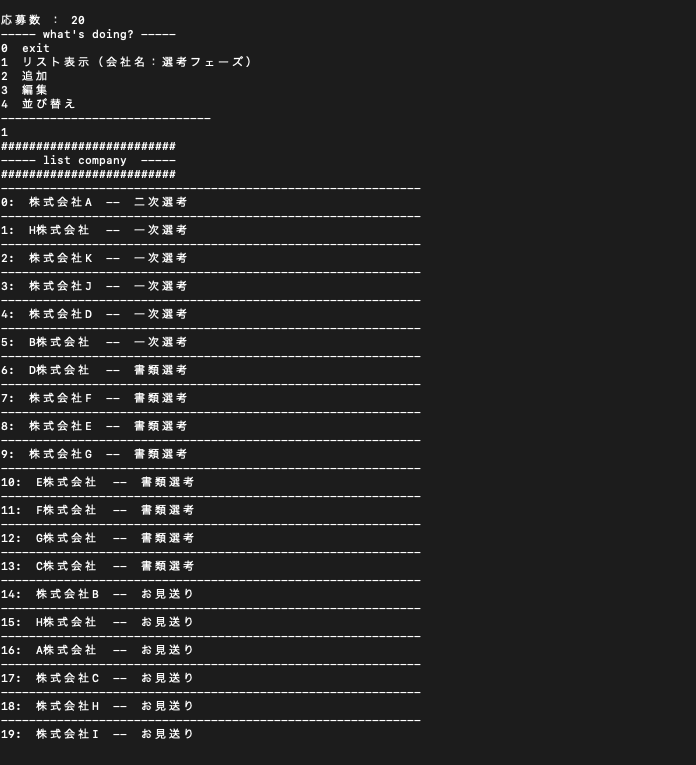 応募数 ： 20
----- what's doing? -----
0  exit
1  リスト表示（会社名：選考フェーズ）
2  追加
3  編集
4  並び替え
------------------------------
1
#########################
----- list company  -----
#########################
------------------------------------------------------------
0:  株式会社A  --  二次選考
------------------------------------------------------------
1:  H株式会社  --  一次選考
------------------------------------------------------------
2:  株式会社K  --  一次選考
------------------------------------------------------------
3:  株式会社J  --  一次選考
------------------------------------------------------------
4:  株式会社D  --  一次選考
------------------------------------------------------------
5:  B株式会社  --  一次選考
------------------------------------------------------------
6:  D株式会社  --  書類選考
------------------------------------------------------------
7:  株式会社F  --  書類選考
------------------------------------------------------------
8:  株式会社E  --  書類選考
------------------------------------------------------------
9:  株式会社G  --  書類選考
------------------------------------------------------------
10:  E株式会社  --  書類選考
------------------------------------------------------------
11:  F株式会社  --  書類選考
------------------------------------------------------------
12:  G株式会社  --  書類選考
------------------------------------------------------------
13:  C株式会社  --  書類選考
------------------------------------------------------------
14:  株式会社B  --  お見送り
------------------------------------------------------------
15:  H株式会社  --  お見送り
------------------------------------------------------------
16:  A株式会社  --  お見送り
------------------------------------------------------------
17:  株式会社C  --  お見送り
------------------------------------------------------------
18:  株式会社H  --  お見送り
------------------------------------------------------------
19:  株式会社I  --  お見送り